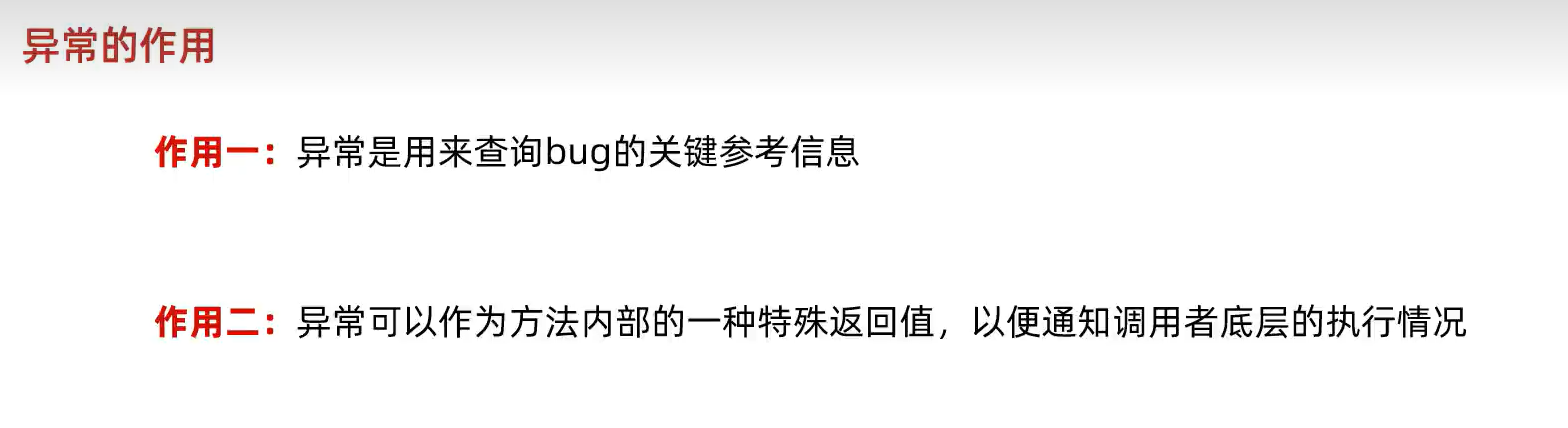 异常的作用
作用一：异常是用来查询bug的关键参考信息
作用二：异常可以作为方法内部的一种特殊返回值，以便通知调用者底层的执行情况